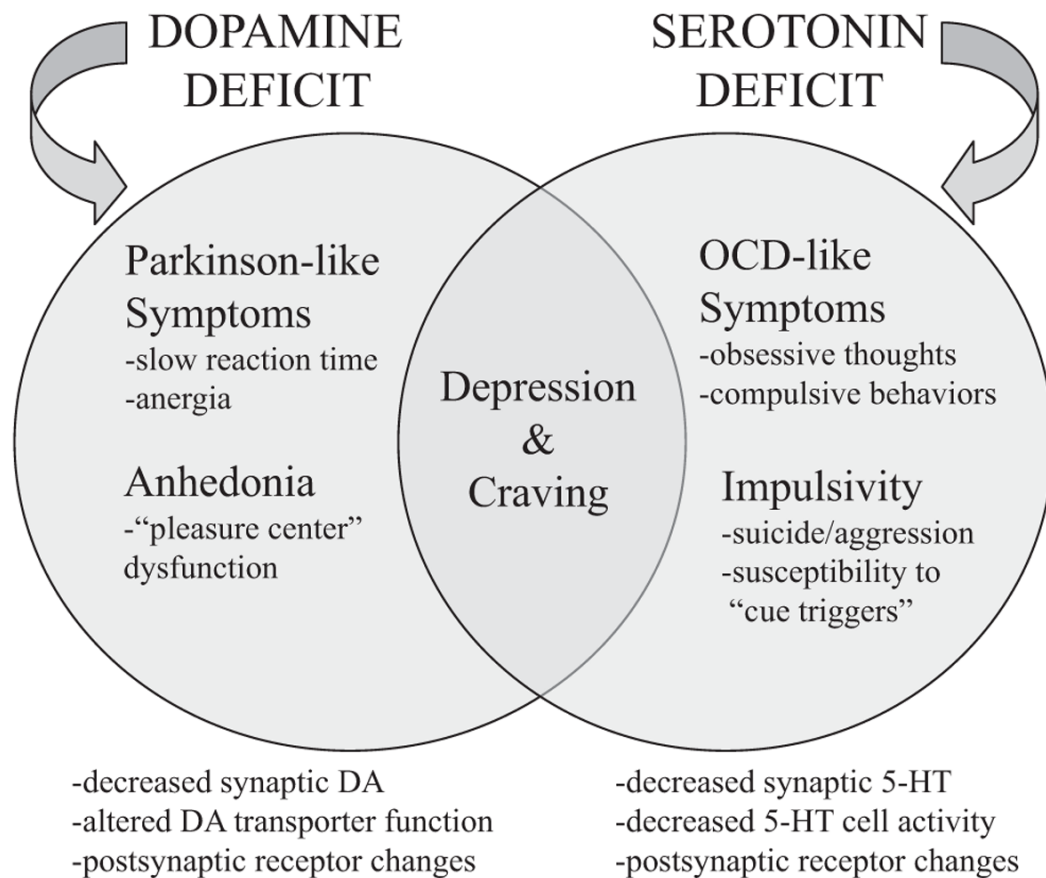 DOPAMINE
DEFICIT
SEROTONIN
DEFICIT
Parkinson-like
Symptoms
-slow reaction time
-anergia
Anhedonia
-“pleasure center”
dysfunction
Depression
&
Craving
OCD-like
Symptoms
-obsessive thoughts
-compulsive behaviors
Impulsivity
-suicide/aggression
-susceptibility to
“cue triggers”
-decreased synaptic DA
-altered DA transporter function
-postsynaptic receptor changes
-decreased synaptic 5-HT
-decreased 5-HT cell activity
-postsynaptic receptor changes